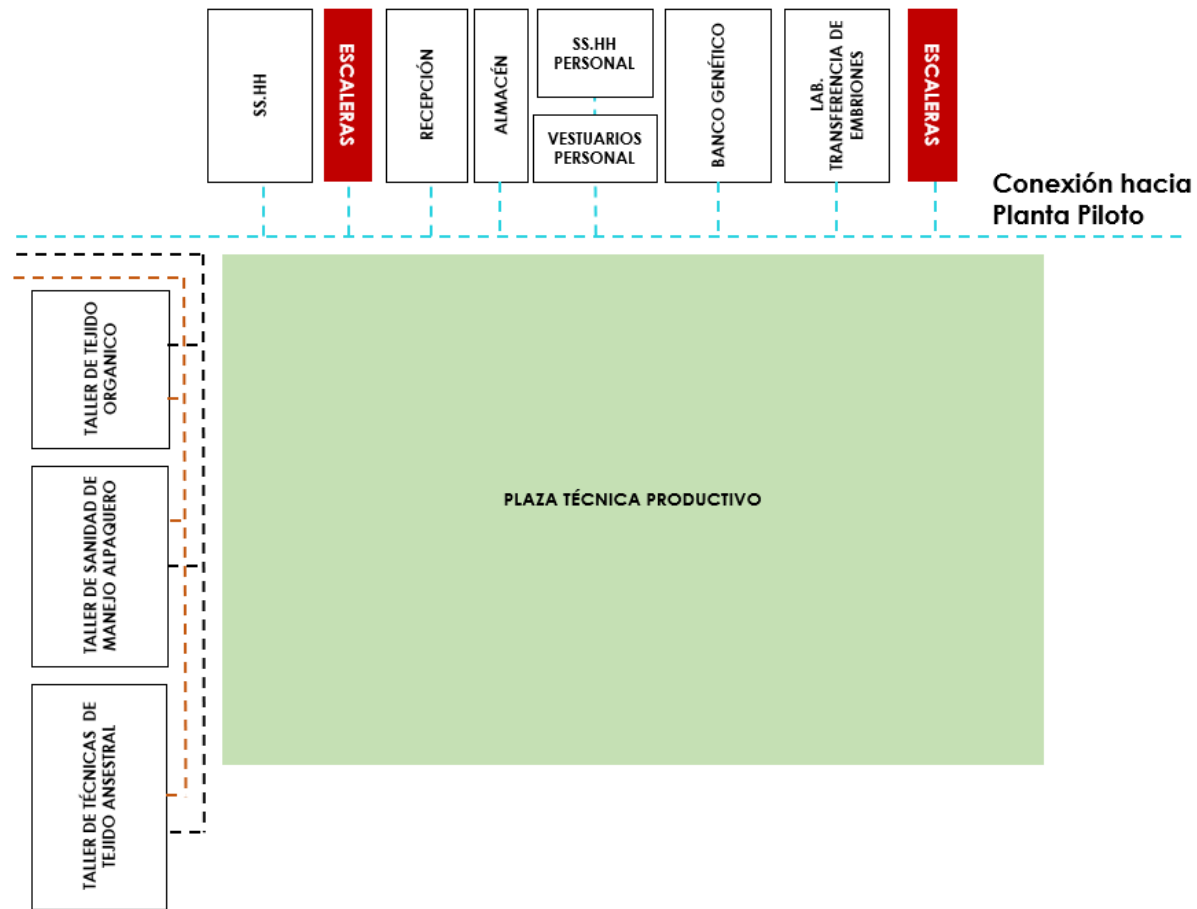 SS.HH
ESCALERAS
RECEPCIÓN
ALMACÉN
SS.HH
PERSONAL
VESTUARIOS
PERSONAL
BANCO GENÉTICO
LAB.
TRANSFERENCIA DE
EMBRIONES
ESCALERAS
Conexión hacia
Planta Piloto
TALLER DE TEJIDO
ORGANICO
TALLER DE SANIDAD DE
MANEJO ALPAQUERO
TALLER DE TÉCNICAS DE
TEJIDO ANSESTRAL
PLAZA TÉCNICA PRODUCTIVO